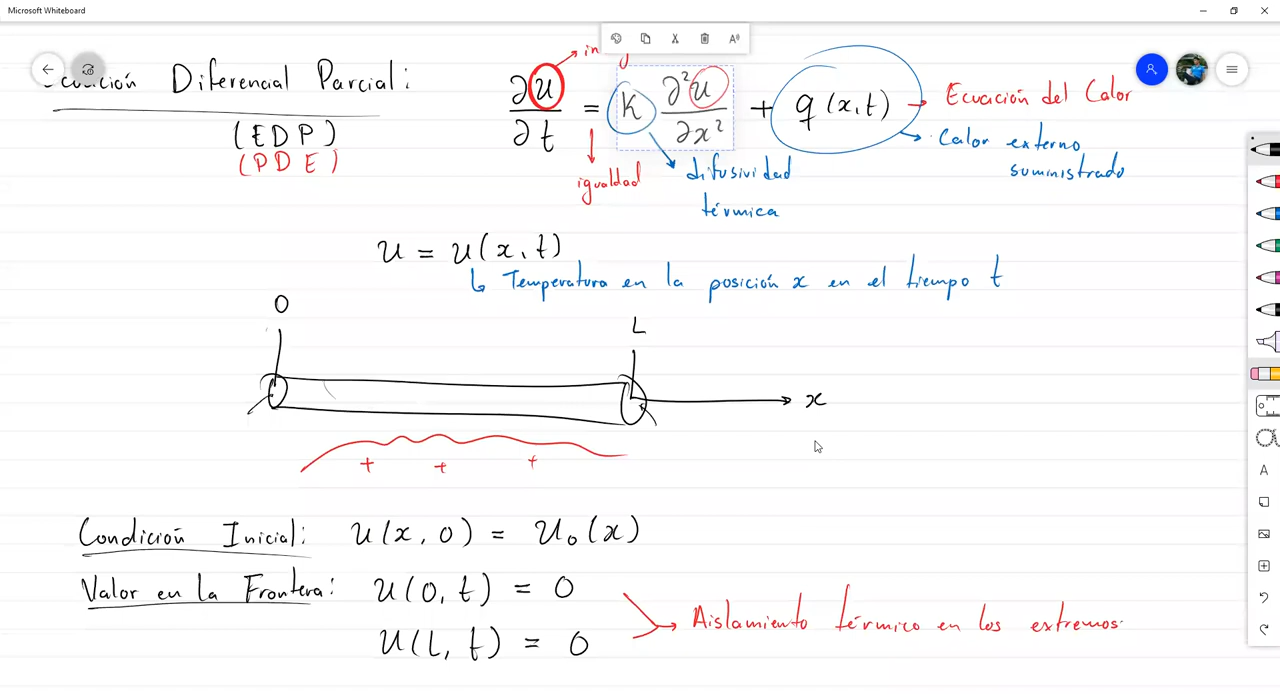 Microsoft Whiteboard
Ecuación Diferencial Parcial:
(EDP)
(PDE)
∂u/∂t = K ∂²u/∂x² + q(x,t)
Ecuación del Calor
Calor externo
suministrado
igualdad
difusividad
térmica
u = u(x,t)
Temperatura en la posición x en el tiempo t
0
L
x
+ + +
Condición Inicial: u(x,0) = u₀(x)
Valor en la Frontera: u(0,t) = 0
u(L,t) = 0
Aislamiento térmico en los extremos.
A